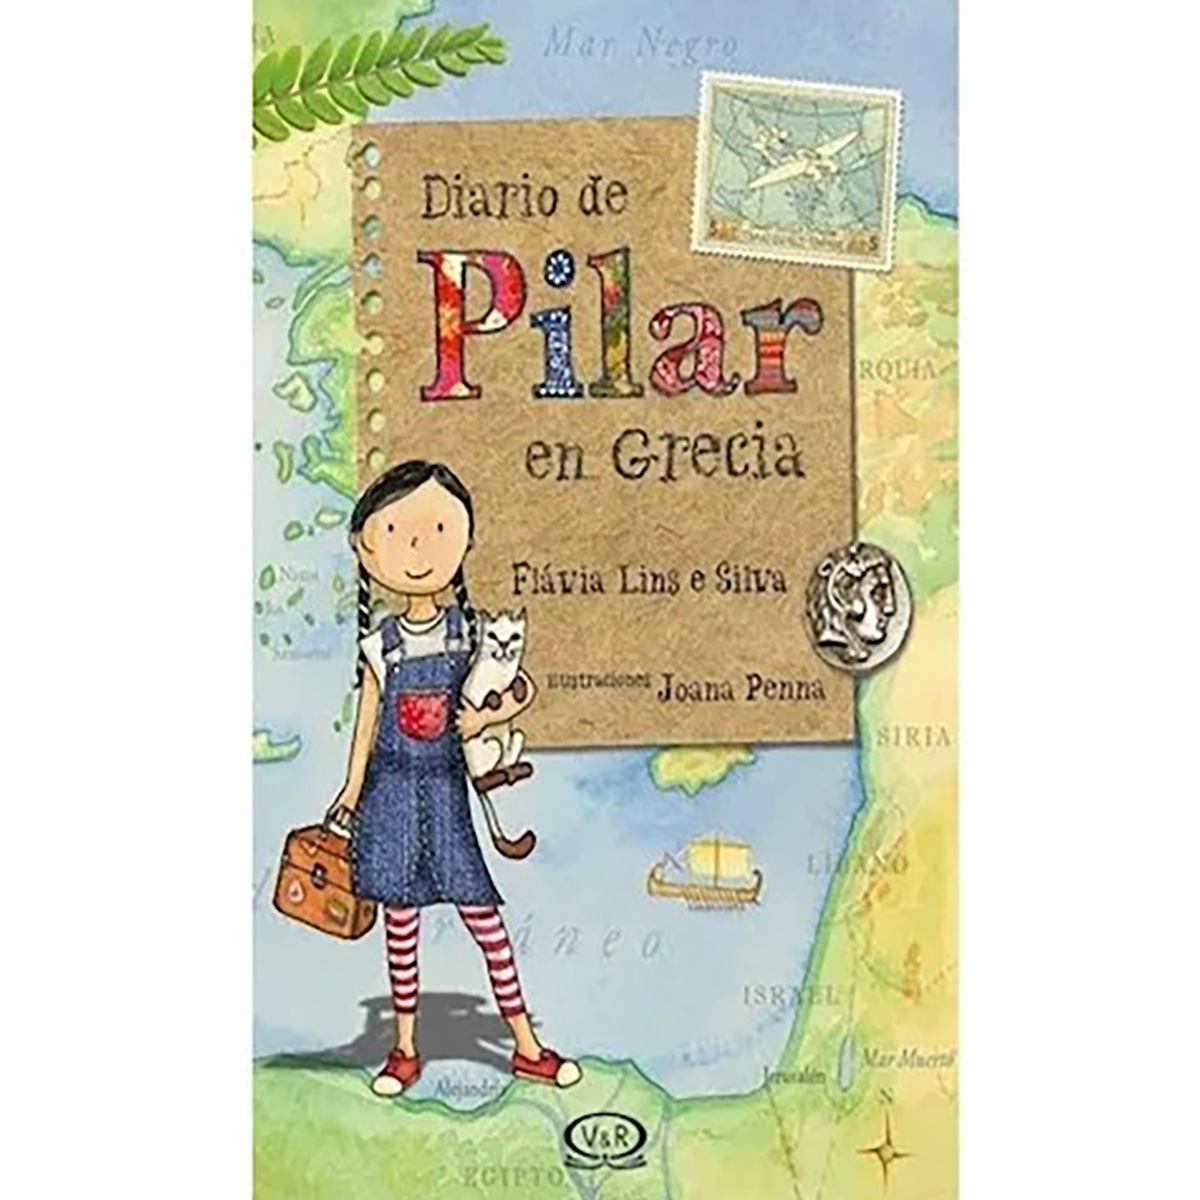 Mar Negro
Diario de
Pilar
en Grecia
RQUIA
Flávia Lins e Silva
Ilustraciones Joana Penna
SIRIA
LÍBANO
ráneo
ISRAEL
Mar Muerto
Jerusalén
N
Alejandría
V&R
EGIPTO